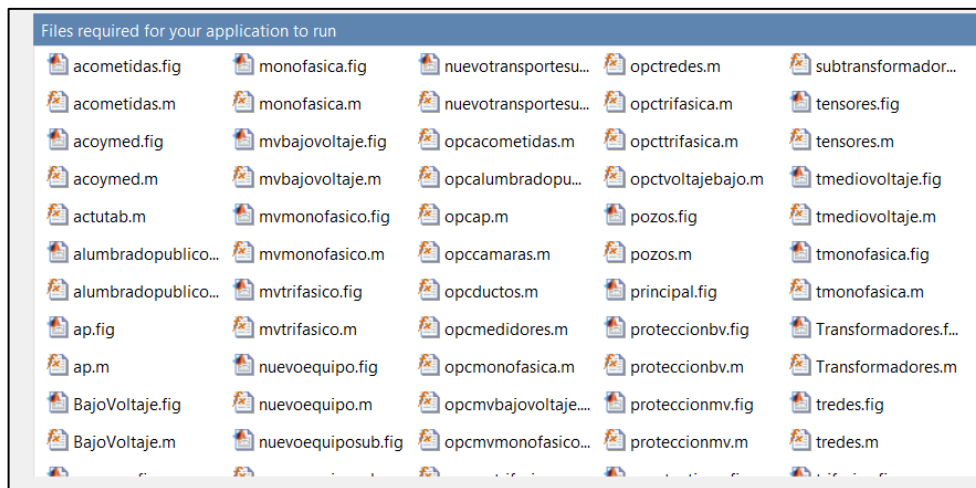 Files required for your application to run
acometidas.fig
acometidas.m
acoymed.fig
acoymed.m
actutab.m
alumbradopublico...
alumbradopublico...
ap.fig
ap.m
BajoVoltaje.fig
BajoVoltaje.m
monofasica.fig
monofasica.m
mvbajovoltaje.fig
mvbajovoltaje.m
mvmonofasico.fig
mvmonofasico.m
mvtrifasico.fig
mvtrifasico.m
nuevoequipo.fig
nuevoequipo.m
nuevoequiposub.fig
nuevotransportesu...
nuevotransportesu...
opcacometidas.m
opcalumbradopu...
opcap.m
opccamaras.m
opcductos.m
opcmedidores.m
opcmonofasica.m
opcmvbajovoltaje....
opcmvmonofasico...
opctredes.m
opctrifasica.m
opcttrifasica.m
opctvoltajebajo.m
pozos.fig
pozos.m
principal.fig
proteccionbv.fig
proteccionbv.m
proteccionmv.fig
proteccionmv.m
subtransformador...
tensores.fig
tensores.m
tmediovoltaje.fig
tmediovoltaje.m
tmonofasica.fig
tmonofasica.m
Transformadores.f...
Transformadores.m
tredes.fig
tredes.m